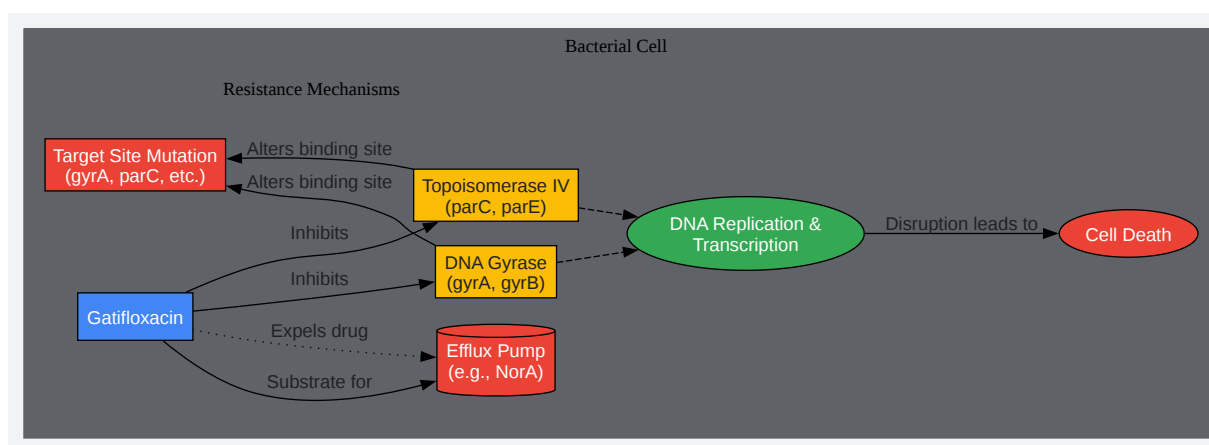 Bacterial Cell
Resistance Mechanisms
Target Site Mutation
(gyrA, parC, etc.)
Alters binding site
Alters binding site
Topoisomerase IV
(parC, parE)
Inhibits
DNA Gyrase
(gyrA, gyrB)
Inhibits
DNA Replication &
Transcription
Disruption leads to
Cell Death
Gatifloxacin
Expels drug
Efflux Pump
(e.g., NorA)
Substrate for